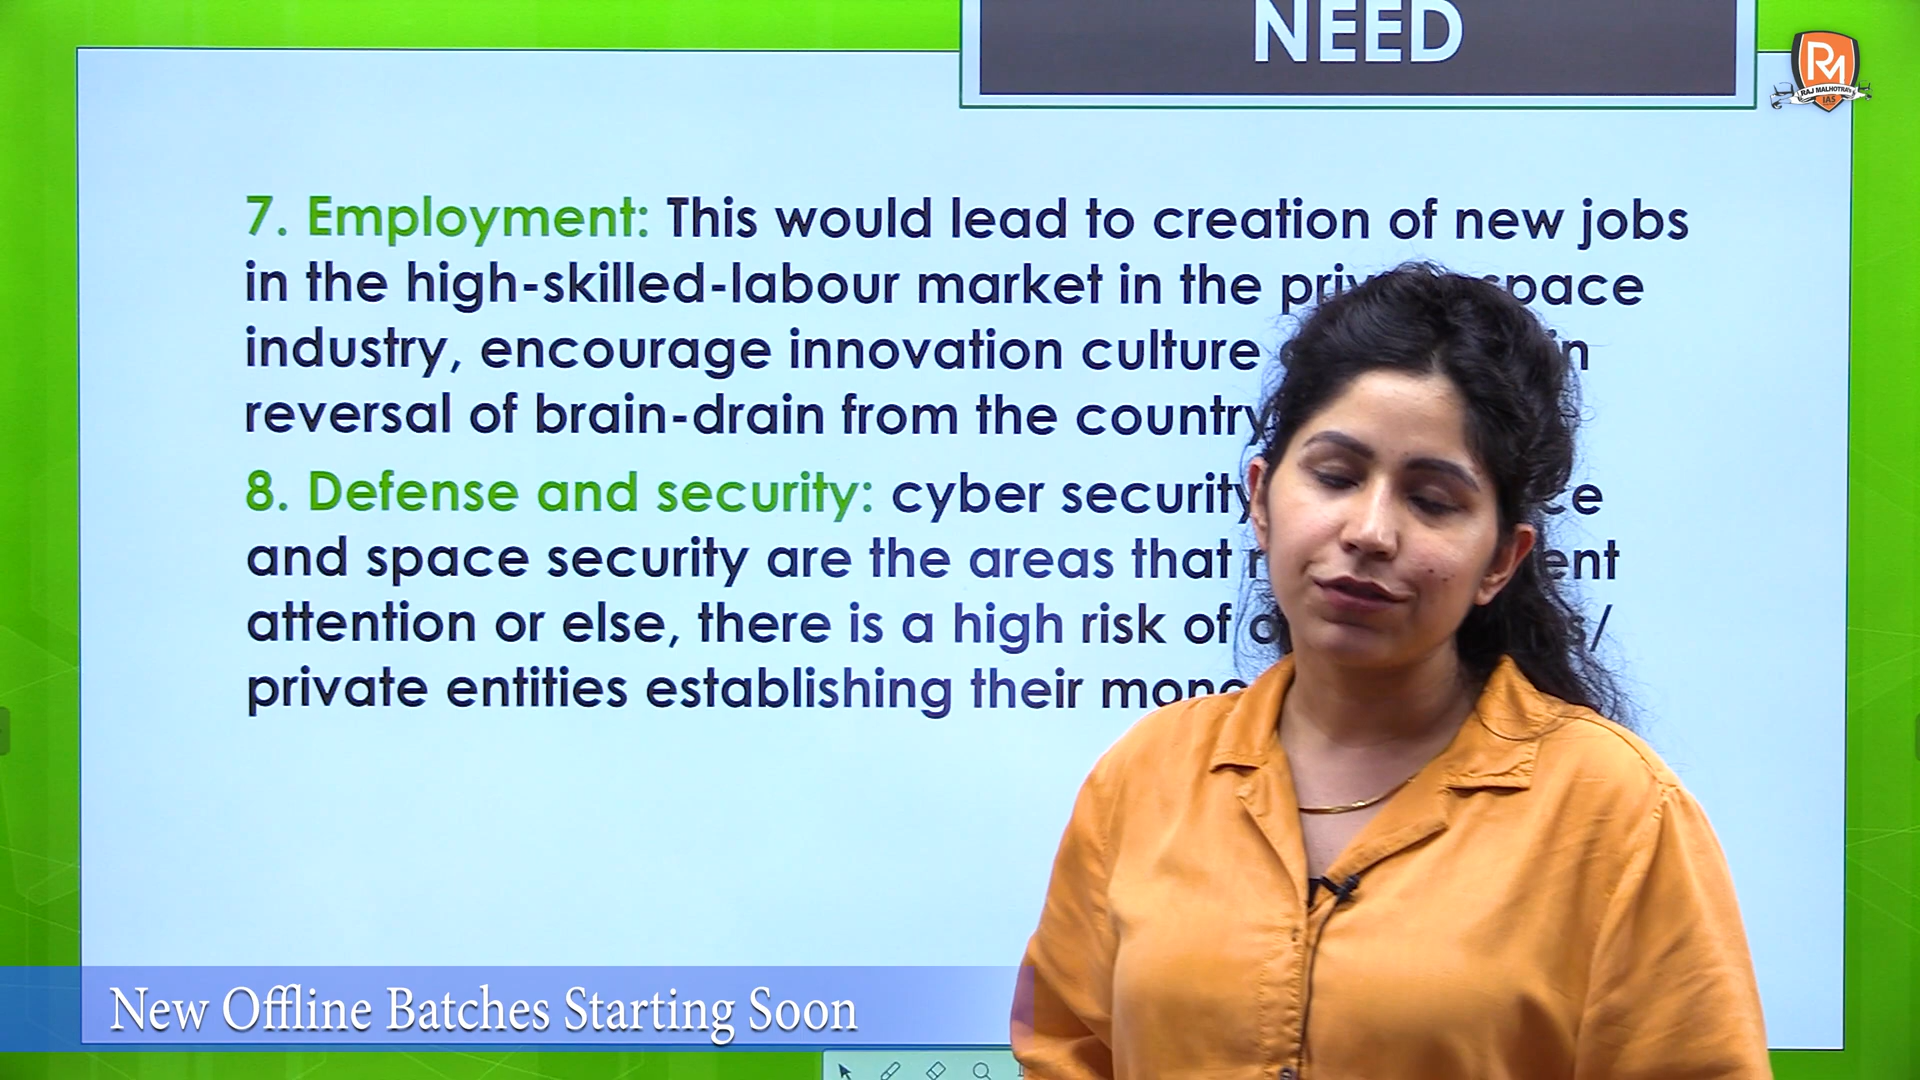 NEED
RAJ MALHOTRA'S
IAS
7. Employment: This would lead to creation of new jobs
in the high-skilled-labour market in the space
industry, encourage innovation culture
reversal of brain-drain from the country
8. Defense and security: cyber security
and space security are the areas that
attention or else, there is a high risk of
private entities establishing their
New Offline Batches Starting Soon